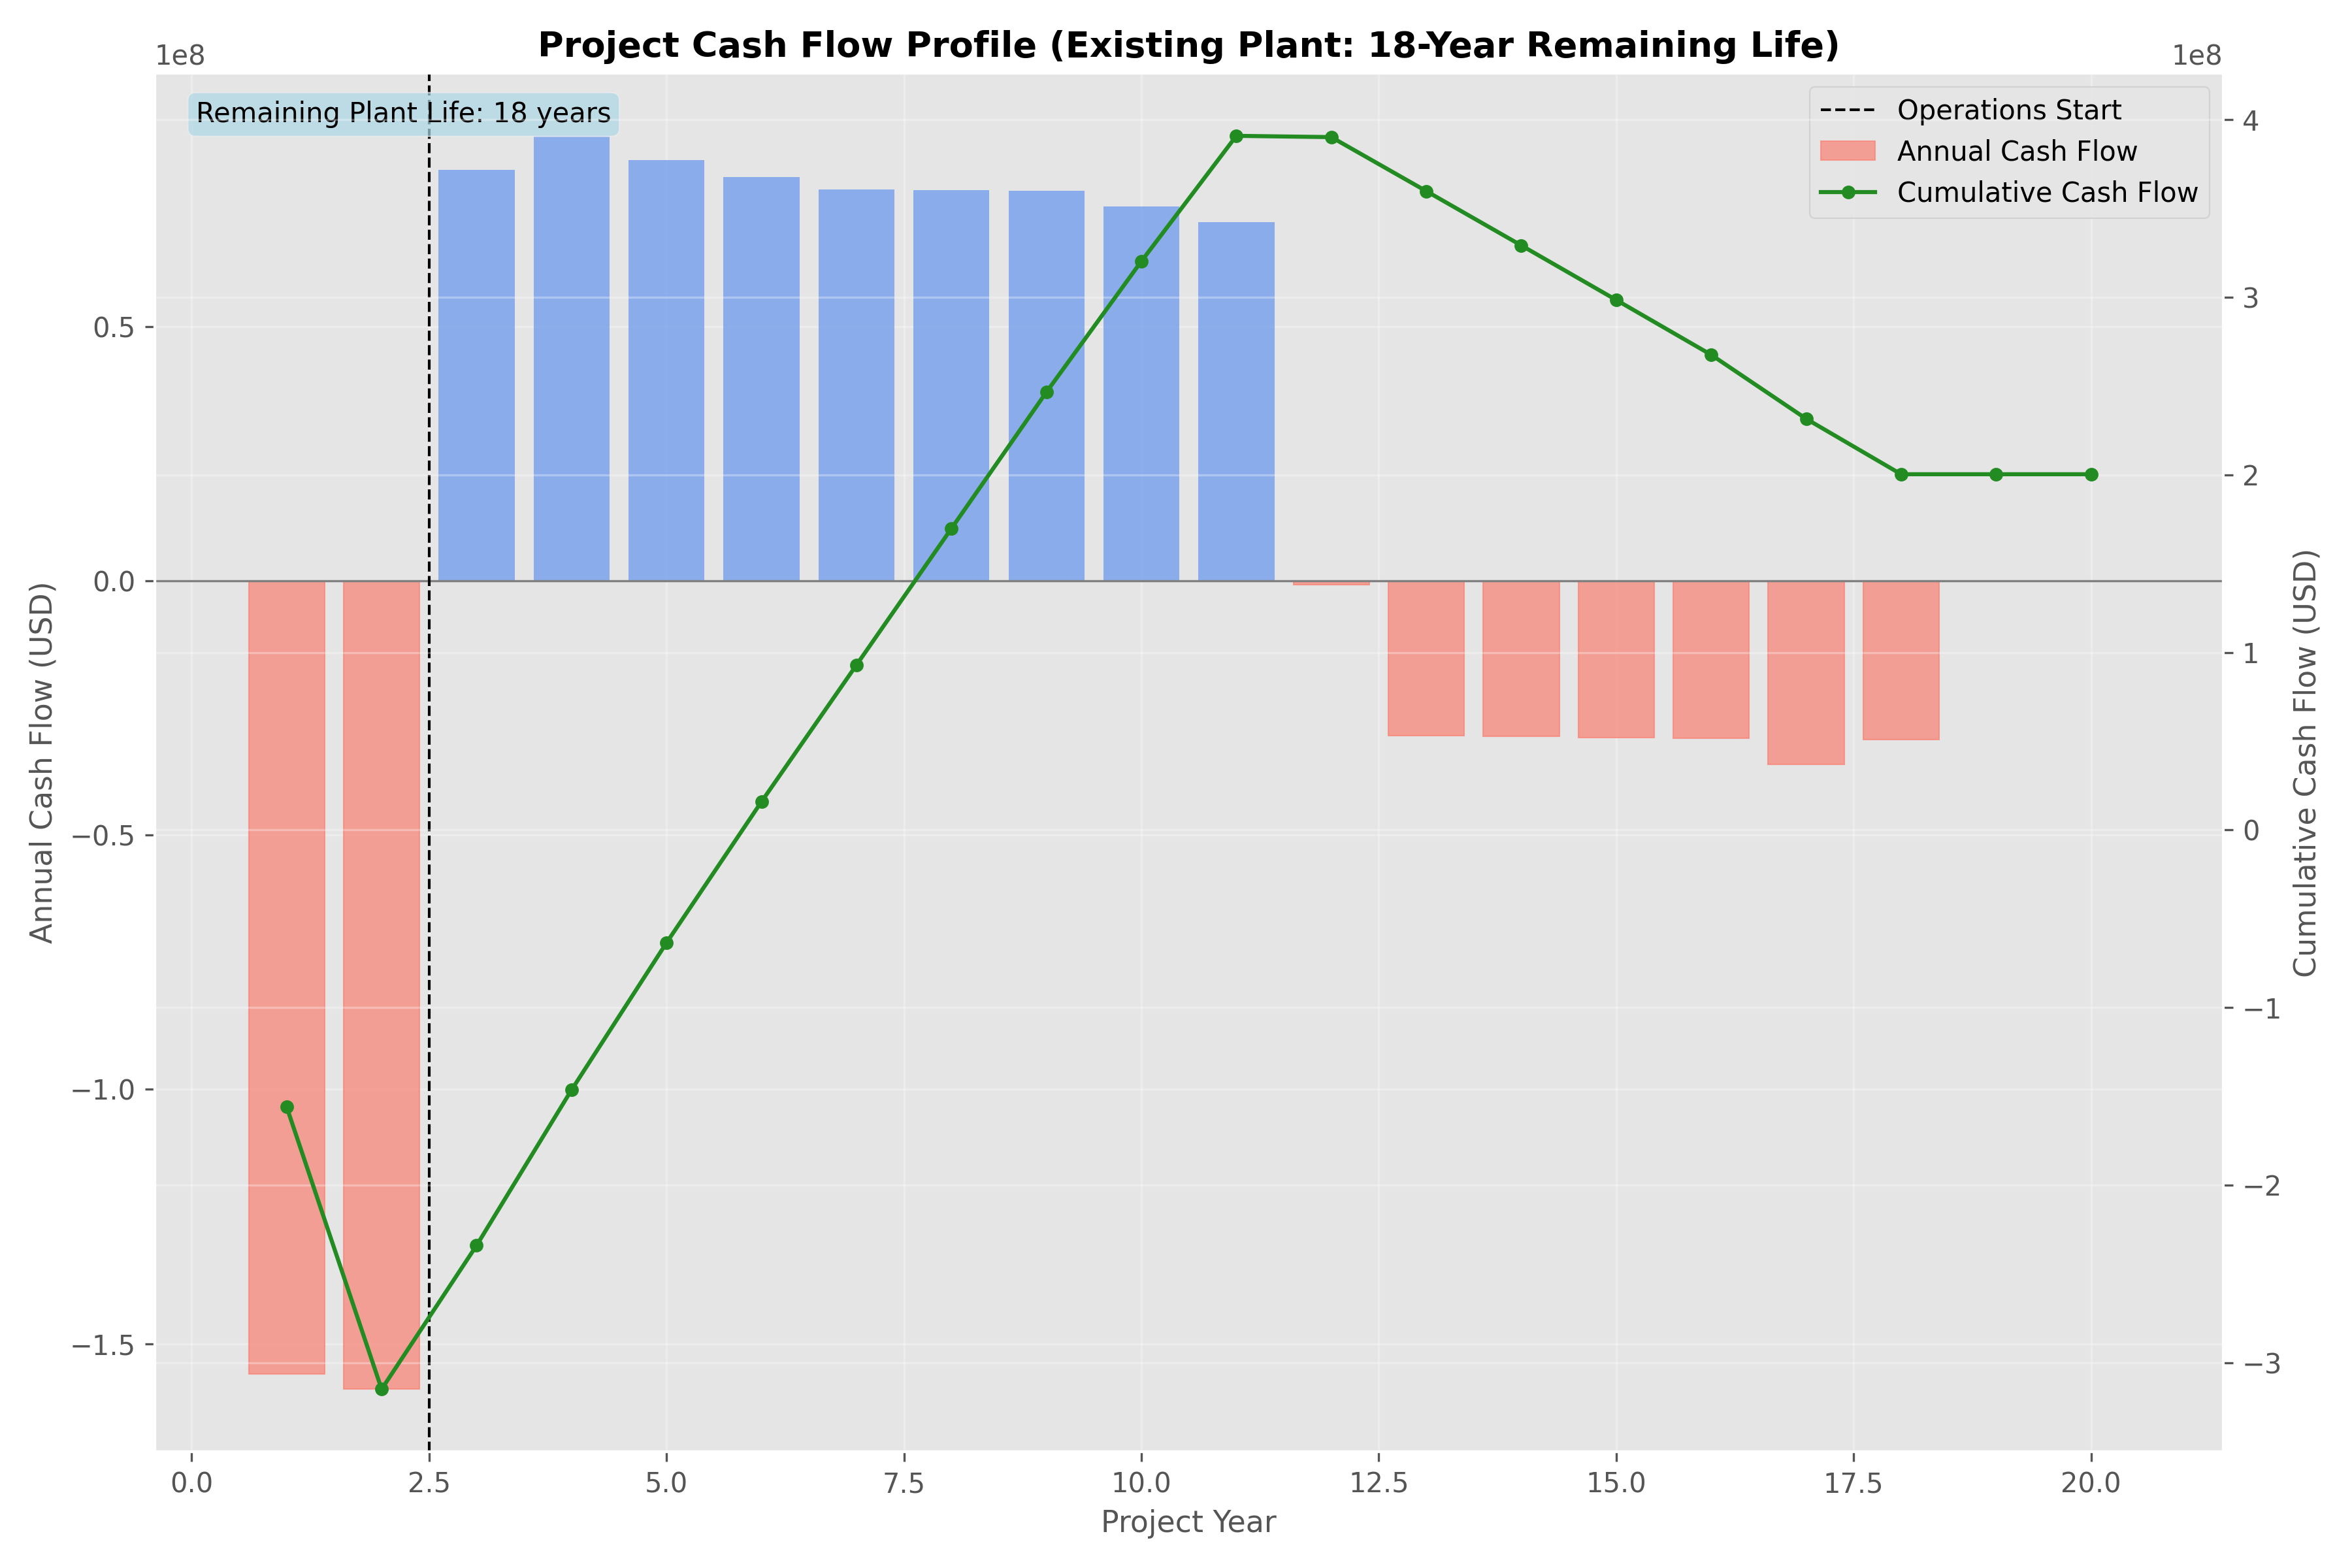 Project Cash Flow Profile (Existing Plant: 18-Year Remaining Life)
1e8
1e8
Remaining Plant Life: 18 years
Operations Start
Annual Cash Flow
Cumulative Cash Flow
Annual Cash Flow (USD)
0.5
0.0
−0.5
−1.0
−1.5
4
3
2
1
0
−1
−2
−3
Cumulative Cash Flow (USD)
0.0 2.5 5.0 7.5 10.0 12.5 15.0 17.5 20.0
Project Year